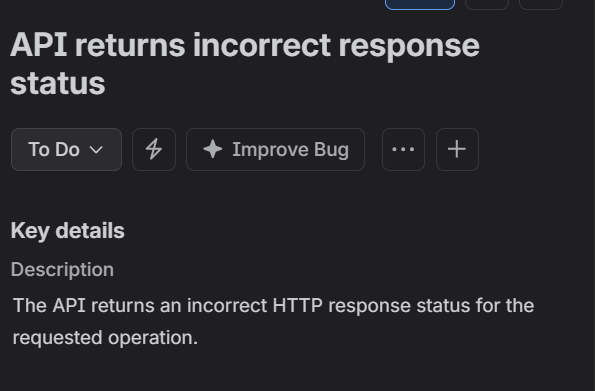 API returns incorrect response
status
To Do
Improve Bug
Key details
Description
The API returns an incorrect HTTP response status for the
requested operation.